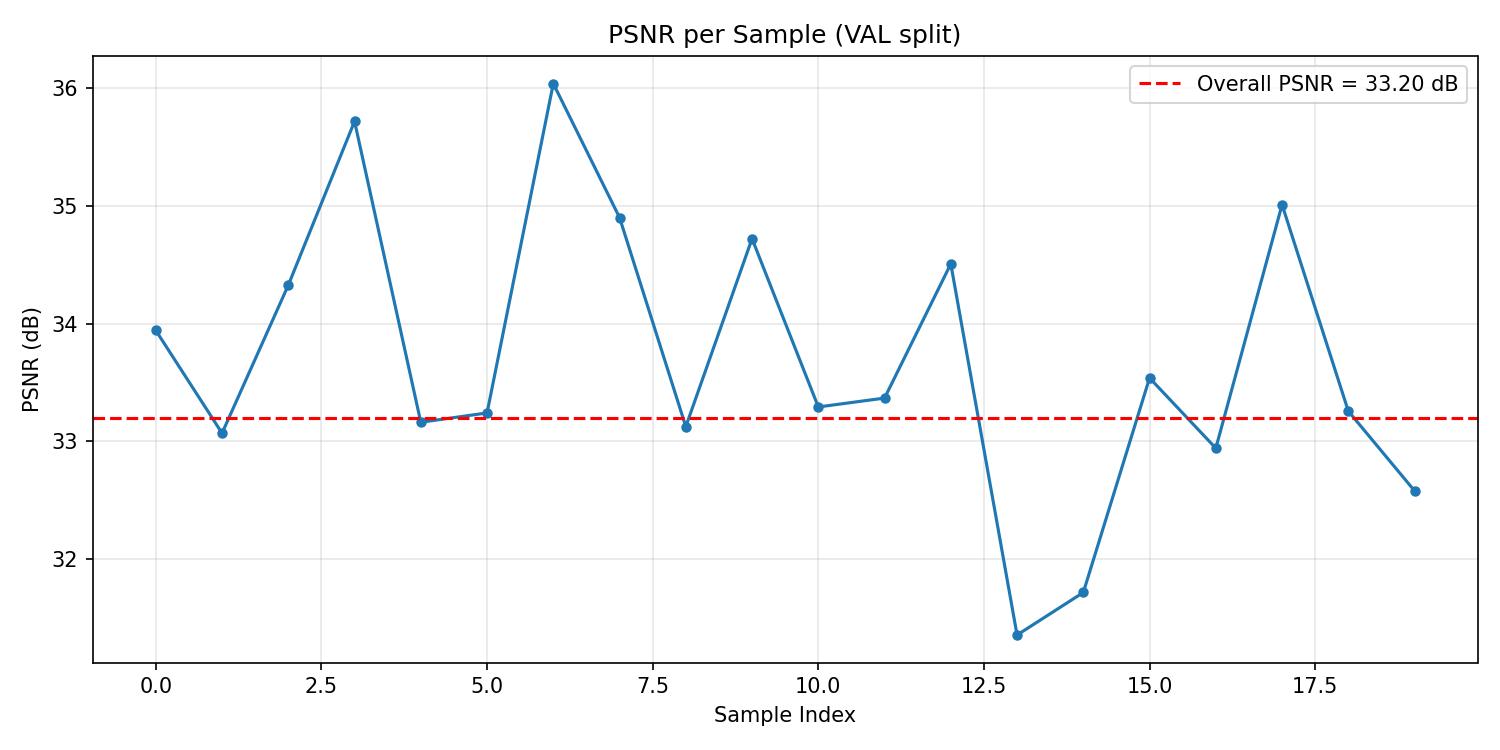 PSNR per Sample (VAL split)
Overall PSNR = 33.20 dB
36
35
34
33
32
PSNR (dB)
0.0 2.5 5.0 7.5 10.0 12.5 15.0 17.5
Sample Index